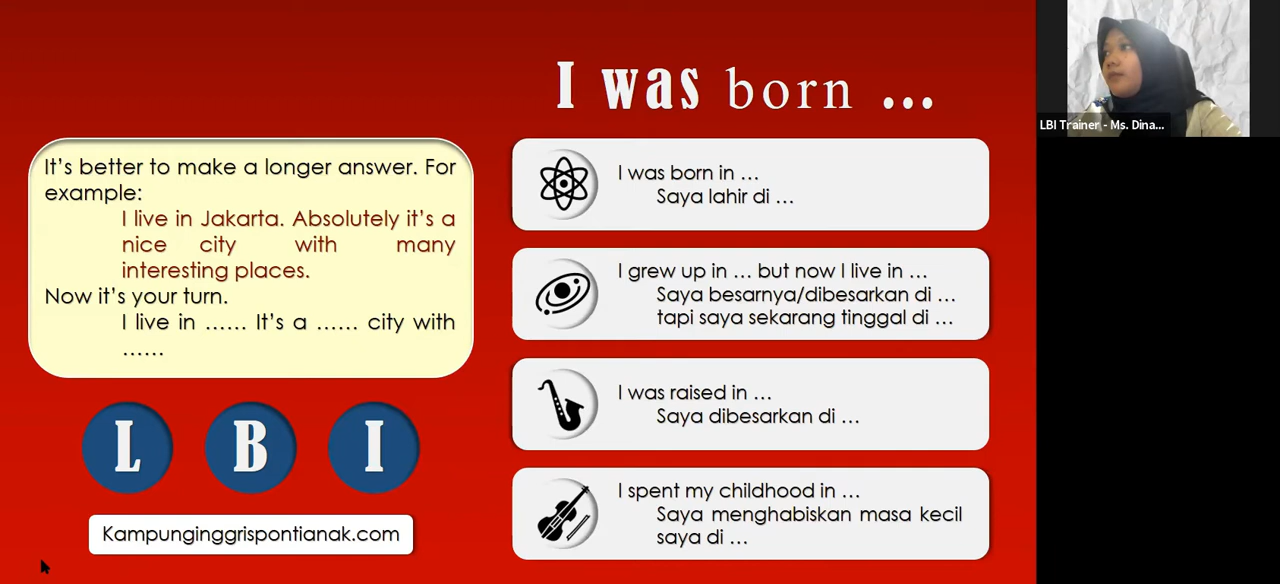 I was born ...
It's better to make a longer answer. For
example:
I live in Jakarta. Absolutely it's a
nice city with many
interesting places.
Now it's your turn.
I live in ...... It's a ...... city with
......
L B I
Kampunginggrispontianak.com
I was born in ...
Saya lahir di ...
I grew up in ... but now I live in ...
Saya besarnya/dibesarkan di ...
tapi saya sekarang tinggal di ...
I was raised in ...
Saya dibesarkan di ...
I spent my childhood in ...
Saya menghabiskan masa kecil
saya di ...
LBI Trainer - Ms. Dina...